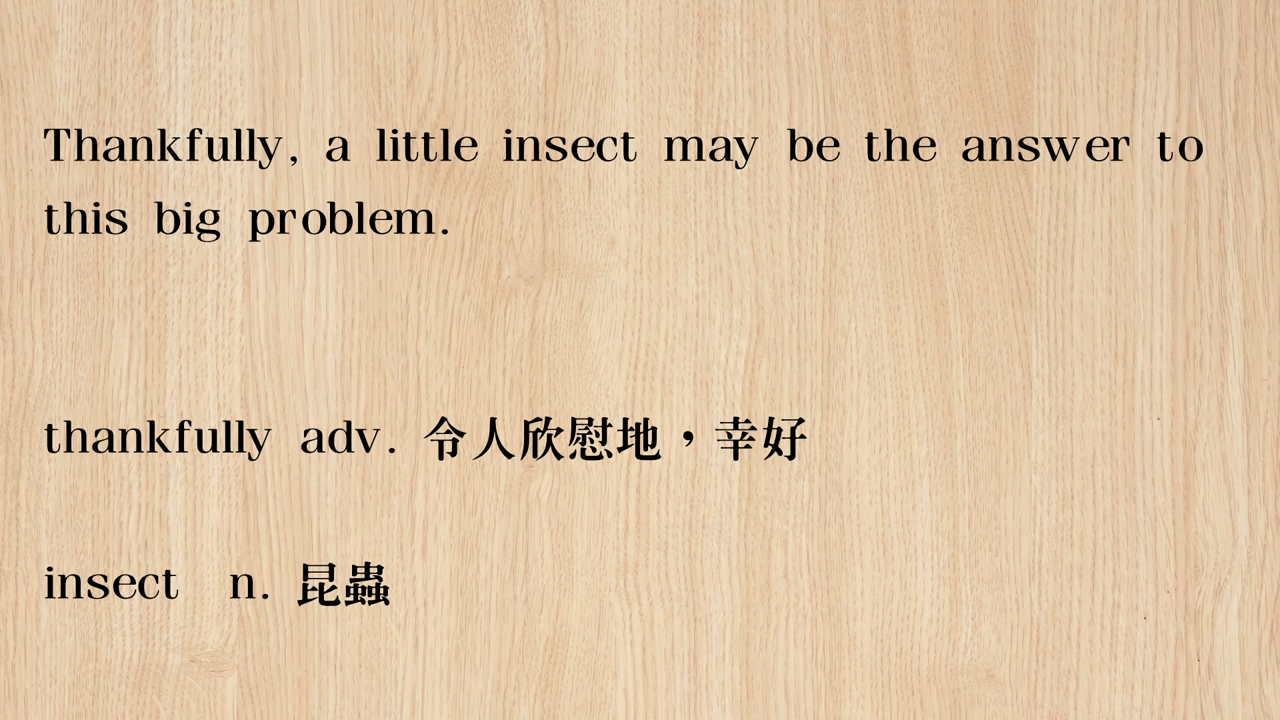 Thankfully, a little insect may be the answer to
this big problem.
thankfully adv. 令人欣慰地，幸好
insect n. 昆蟲